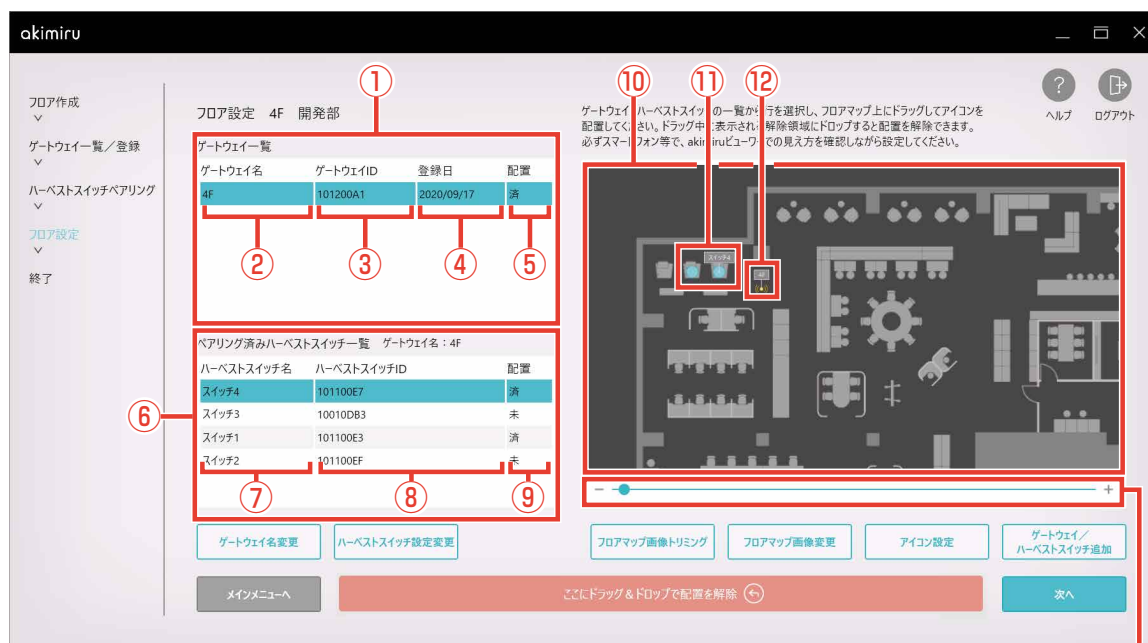 akimiru
フロア作成
ゲートウェイ一覧／登録
ハーベストスイッチペアリング
フロア設定
終了
フロア設定 4F 開発部
①
⑩
⑪
⑫
ゲートウェイ、ハーベストスイッチの一覧から行を選択し、フロアマップ上にドラッグしてアイコンを
配置してください。ドラッグ中に表示される解除領域にドロップすると配置を解除できます。
必ずスマートフォン等で、akimiruビューワでの見え方を確認しながら設定してください。
ヘルプ
ログアウト
ゲートウェイ一覧
ゲートウェイ名 ゲートウェイID 登録日 配置
4F 101200A1 2020/09/17 済
②
③
④
⑤
スイッチ4
4F
ペアリング済みハーベストスイッチ一覧 ゲートウェイ名：4F
ハーベストスイッチ名 ハーベストスイッチID 配置
スイッチ4 101100E7 済
スイッチ3 10010DB3 未
スイッチ1 101100E3 済
スイッチ2 101100EF 未
⑥
⑦
⑧
⑨
− +
ゲートウェイ名変更
ハーベストスイッチ設定変更
フロアマップ画像トリミング
フロアマップ画像変更
アイコン設定
ゲートウェイ／
ハーベストスイッチ追加
メインメニューへ
ここにドラッグ＆ドロップで配置を解除
次へ